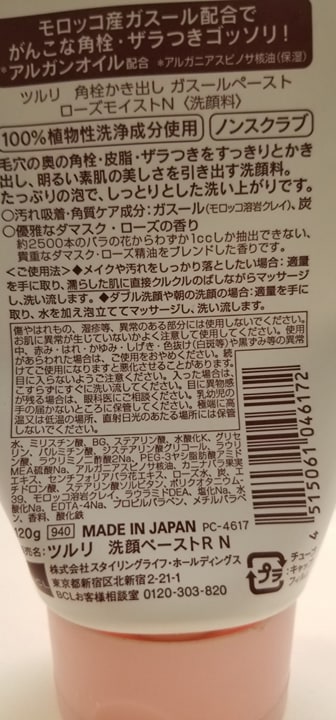 モロッコ産ガスール配合で
がんこな角栓・ザラつきゴッソリ！
*アルガンオイル配合 *アルガニアスピノサ核油(保湿)
ツルリ 角栓かき出し ガスールペースト
ローズモイストN〈洗顔料〉
100%植物性洗浄成分使用 ノンスクラブ
毛穴の奥の角栓・皮脂・ザラつきをすっきりとかき
出し、明るい素肌の美しさを引き出す洗顔料。
たっぷりの泡で、しっとりとした洗い上がりです。
○汚れ吸着・角質ケア成分：ガスール(モロッコ溶岩クレイ)、炭
○優雅なダマスク・ローズの香り
約2500本のバラの花からわずか1ccしか抽出できない、
貴重なダマスク・ローズ精油をブレンドした香りです。
<ご使用法>◆メイクや汚れをしっかり落としたい場合：適量
を手に取り、濡らした肌に直接クルクルのばしながらマッサージ
し、洗い流します。◆ダブル洗顔や朝の洗顔の場合：適量を手に
取り、水を加え泡立ててマッサージし、洗い流します。
傷やはれもの、湿疹等、異常のある部分には使用しないでください。
お肌に異常が生じていないかよく注意して使用してください。使用
中、赤み・はれ・かゆみ・しげき・色抜け(白斑等)や黒ずみ等の異常
があらわれた場合は、ご使用をおやめください。続
けてご使用になりますと悪化させることがあります。
目に入らないようご注意ください。入った場合は、
こすらずにすぐに洗い流してください。目に異物感
が残る場合は、眼科医にご相談ください。乳幼児の
手の届かないところに保管してください。極端に高
温又は低温の場所、直射日光のあたる場所には保管
しないでください。
水、ミリスチン酸、BG、ステアリン酸、水酸化K、グリセ
リン、パルミチン酸、ジステアリン酸グリコール、ラウリ
ン酸、ラウリミノジ酢酸2Na、PEG-3ヤシ脂肪酸アミド
MEA硫酸Na、アルガニアスピノサ核油、カニナバラ果実エ
キス、センチフォリアバラ花エキス、ローズ水、炭、
チドロン酸、ステアリン酸ソルビタン、ポリクオタニウム
-39、モロッコ溶岩クレイ、ラウラミドDEA、塩化Na、水
酸化Na、EDTA-4Na、プロピルパラベン、メチルパラベ
ン、香料、酸化鉄
120g 940 MADE IN JAPAN PC-4617
売名：ツルリ 洗顔ペーストR N
株式会社スタイリングライフ・ホールディングス
東京都新宿区北新宿2-21-1
BCLお客様相談室 0120-303-820
4 515061 046172
プラ
チュー
キャッ
フィル